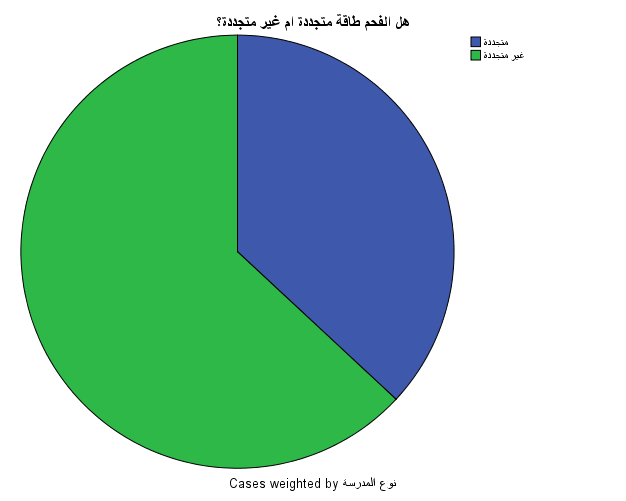 هل الفحم طاقة متجددة ام غير متجددة؟
متجددة
غير متجددة
Cases weighted by نوع المدرسة